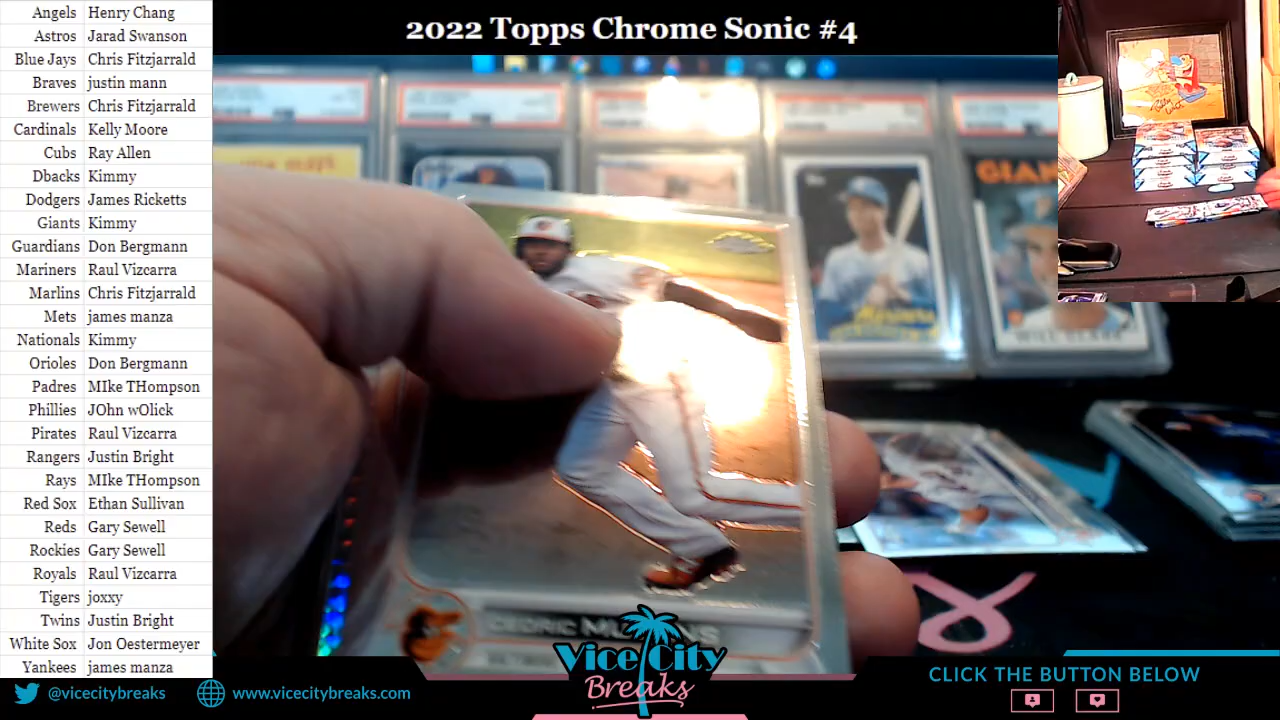 2022 Topps Chrome Sonic #4
Angels Henry Chang
Astros Jarad Swanson
Blue Jays Chris Fitzjarrald
Braves justin mann
Brewers Chris Fitzjarrald
Cardinals Kelly Moore
Cubs Ray Allen
Dbacks Kimmy
Dodgers James Ricketts
Giants Kimmy
Guardians Don Bergmann
Mariners Raul Vizcarra
Marlins Chris Fitzjarrald
Mets james manza
Nationals Kimmy
Orioles Don Bergmann
Padres MIke THompson
Phillies JOhn wOlick
Pirates Raul Vizcarra
Rangers Justin Bright
Rays MIke THompson
Red Sox Ethan Sullivan
Reds Gary Sewell
Rockies Gary Sewell
Royals Raul Vizcarra
Tigers joxxy
Twins Justin Bright
White Sox Jon Oestermeyer
Yankees james manza
WILL CLARK
Vice City
Breaks
@vicecitybreaks
www.vicecitybreaks.com
CLICK THE BUTTON BELOW